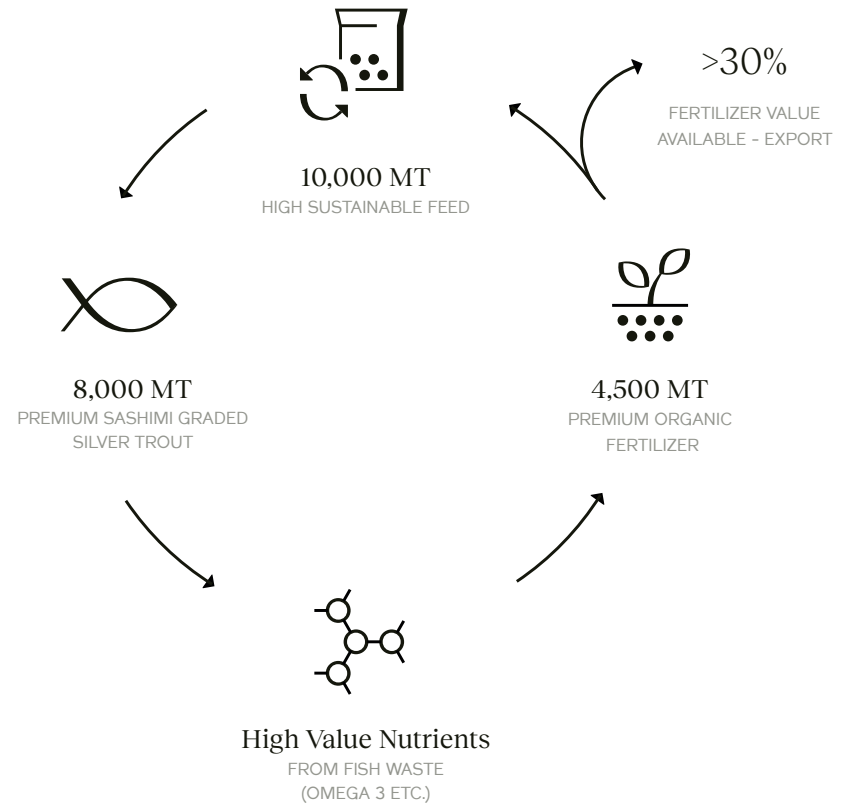 >30%
FERTILIZER VALUE
AVAILABLE - EXPORT
10,000 MT
HIGH SUSTAINABLE FEED
8,000 MT
PREMIUM SASHIMI GRADED
SILVER TROUT
4,500 MT
PREMIUM ORGANIC
FERTILIZER
High Value Nutrients
FROM FISH WASTE
(OMEGA 3 ETC.)